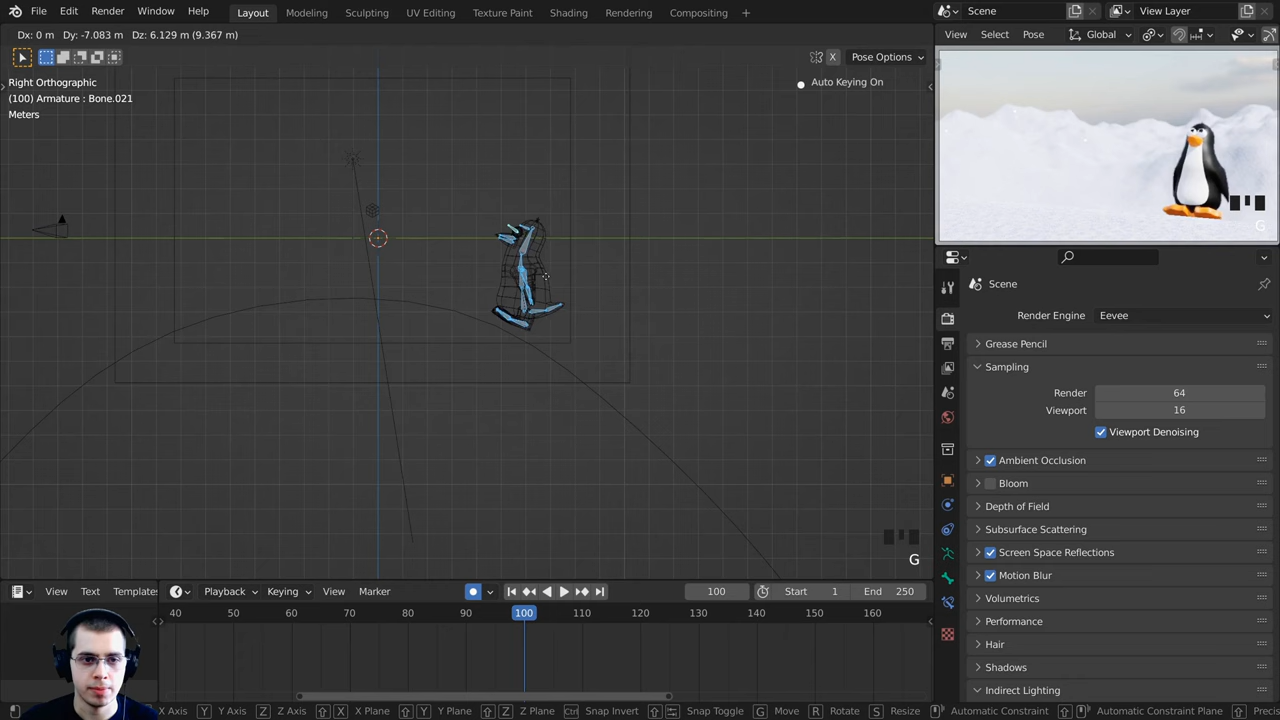 File Edit Render Window Help Layout Modeling Sculpting UV Editing Texture Paint Shading Rendering Compositing + Scene View Layer
Dx: 0 m Dy: -7.083 m Dz: 6.129 m (9.367 m)
View Select Pose Global
X Pose Options
Right Orthographic
(100) Armature : Bone.021
Meters
Auto Keying On
G
Scene
Render Engine Eevee
Grease Pencil
Sampling
Render 64
Viewport 16
Viewport Denoising
Ambient Occlusion
Bloom
Depth of Field
Subsurface Scattering
Screen Space Reflections
Motion Blur
Volumetrics
Performance
Hair
Shadows
Indirect Lighting
G
View Text Templates Playback Keying View Marker 100 Start 1 End 250
40 50 60 70 80 90 100 110 120 130 140 150 160
X Axis Y Y Axis Z Z Axis X X Plane Y Y Plane Z Z Plane Ctrl Snap Invert Snap Toggle G Move R Rotate S Resize Automatic Constraint Automatic Constraint Plane Precis